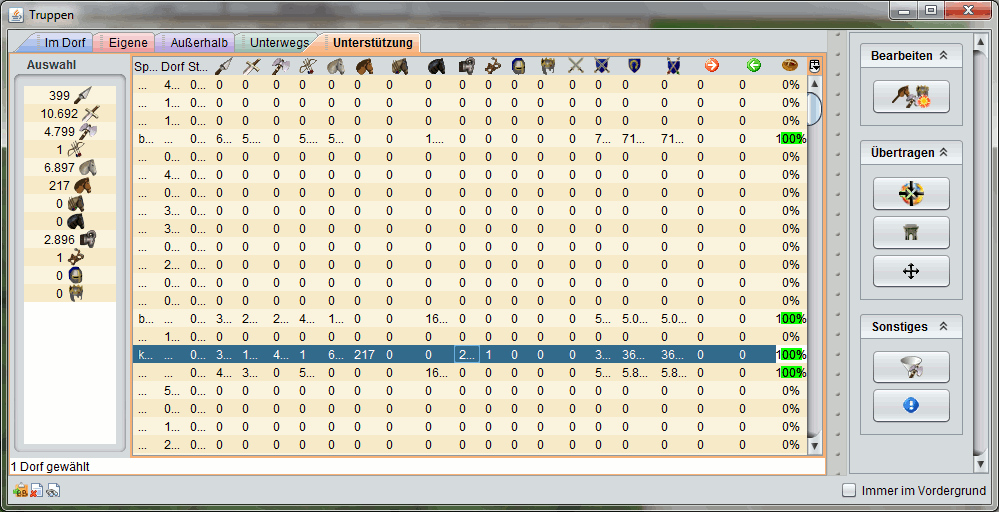 Truppen
Im Dorf Eigene Außerhalb Unterwegs Unterstützung
Auswahl
399
10.692
4.799
1
6.897
217
0
0
2.896
1
0
0
Sp... Dorf St...
... 4... 0... 0 0 0 0 0 0 0 0 0 0 0 0 0 0 0 0 0 0 0%
... 1... 0... 0 0 0 0 0 0 0 0 0 0 0 0 0 0 0 0 0 0 0%
... 1... 0... 0 0 0 0 0 0 0 0 0 0 0 0 0 0 0 0 0 0 0%
b... ... 0... 6... 5.... 0 5.... 5... 0 0 1.... 0 0 0 0 0 7... 71... 71... 0 0 100%
... 0... 0... 0 0 0 0 0 0 0 0 0 0 0 0 0 0 0 0 0 0 0%
... 4... 0... 0 0 0 0 0 0 0 0 0 0 0 0 0 0 0 0 0 0 0%
... 0... 0... 0 0 0 0 0 0 0 0 0 0 0 0 0 0 0 0 0 0 0%
... 3... 0... 0 0 0 0 0 0 0 0 0 0 0 0 0 0 0 0 0 0 0%
... 3... 0... 0 0 0 0 0 0 0 0 0 0 0 0 0 0 0 0 0 0 0%
... 0... 0... 0 0 0 0 0 0 0 0 0 0 0 0 0 0 0 0 0 0 0%
... 2... 0... 0 0 0 0 0 0 0 0 0 0 0 0 0 0 0 0 0 0 0%
... 0... 0... 0 0 0 0 0 0 0 0 0 0 0 0 0 0 0 0 0 0 0%
... 0... 0... 0 0 0 0 0 0 0 0 0 0 0 0 0 0 0 0 0 0 0%
b... ... 0... 3... 2... 2... 4... 1... 0 0 16... 0 0 0 0 0 5... 5.0... 5.0... 0 0 100%
... 1... 0... 0 0 0 0 0 0 0 0 0 0 0 0 0 0 0 0 0 0 0%
k... ... 0... 3... 1... 4... 1 6... 217 0 0 2... 1 0 0 0 3... 36... 36... 0 0 100%
... ... 0... 4... 3... 0 5... 0 0 0 16... 0 0 0 0 0 5... 5.8... 5.8... 0 0 100%
... 5... 0... 0 0 0 0 0 0 0 0 0 0 0 0 0 0 0 0 0 0 0%
... 0... 0... 0 0 0 0 0 0 0 0 0 0 0 0 0 0 0 0 0 0 0%
... 1... 0... 0 0 0 0 0 0 0 0 0 0 0 0 0 0 0 0 0 0 0%
... 2... 0... 0 0 0 0 0 0 0 0 0 0 0 0 0 0 0 0 0 0 0%
1 Dorf gewählt
BB
Bearbeiten
Übertragen
Sonstiges
Immer im Vordergrund